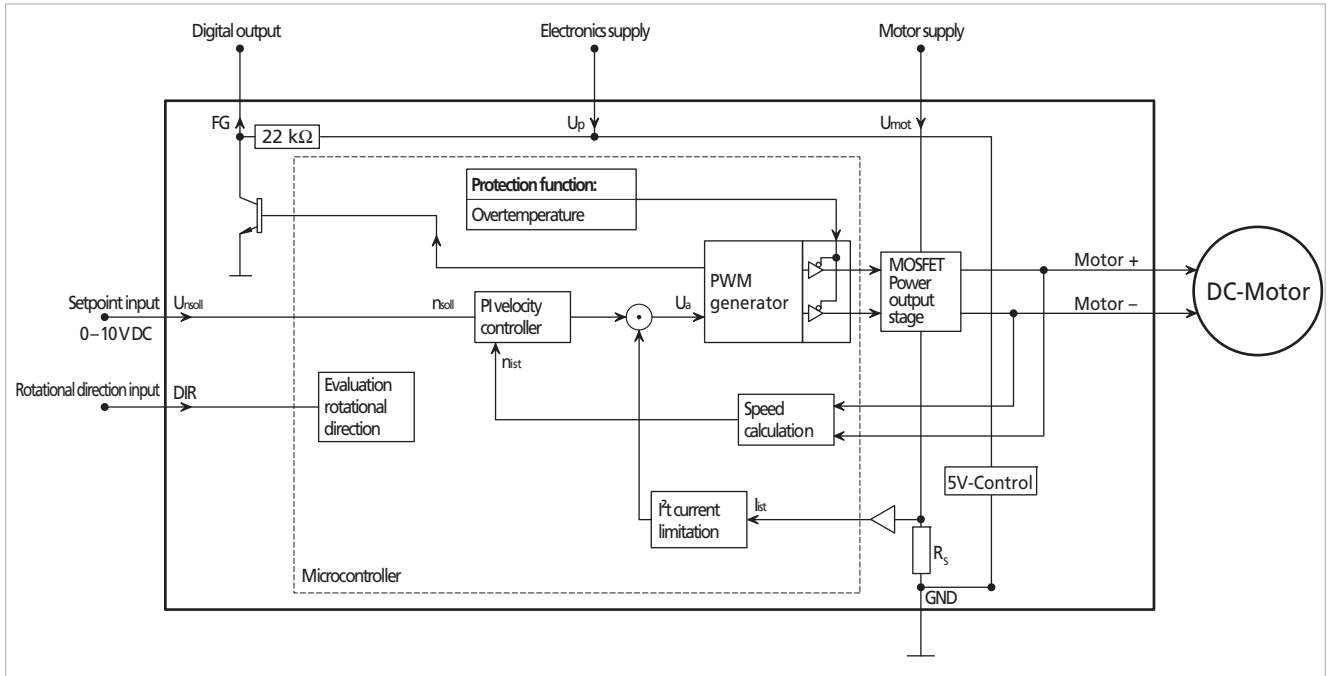 Digital output
Electronics supply
Motor supply
FG
22 kΩ
Up
Umot
Protection function:
Overtemperature
PWM
generator
MOSFET
Power
output
stage
Motor +
Motor –
DC-Motor
Setpoint input
0–10 V DC
Unsoll
nsoll
PI velocity
controller
Ua
nist
Rotational direction input
DIR
Evaluation
rotational
direction
Speed
calculation
5V-Control
I²t current
limitation
Iist
RS
Microcontroller
GND